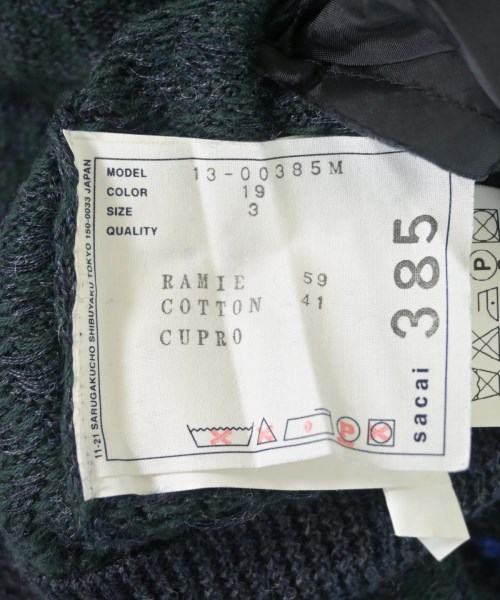 MODEL 13-00385M
COLOR 19
SIZE 3
QUALITY
RAMIE 59
COTTON 41
CUPRO
sacai 385
11-21 SARUGAKUCHO SHIBUYAKU TOKYO 150-0033 JAPAN
P
A